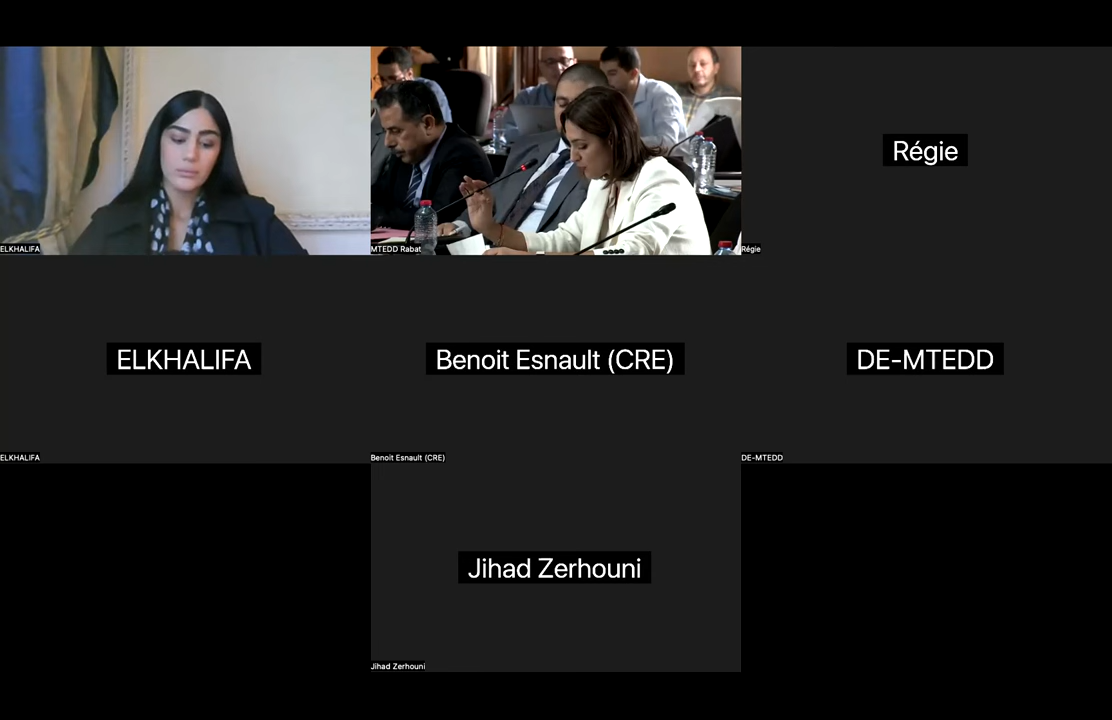 Régie
ELKHALIFA
MTEDD Rabat
Régie
ELKHALIFA
Benoit Esnault (CRE)
DE-MTEDD
ELKHALIFA
Benoit Esnault (CRE)
DE-MTEDD
Jihad Zerhouni
Jihad Zerhouni